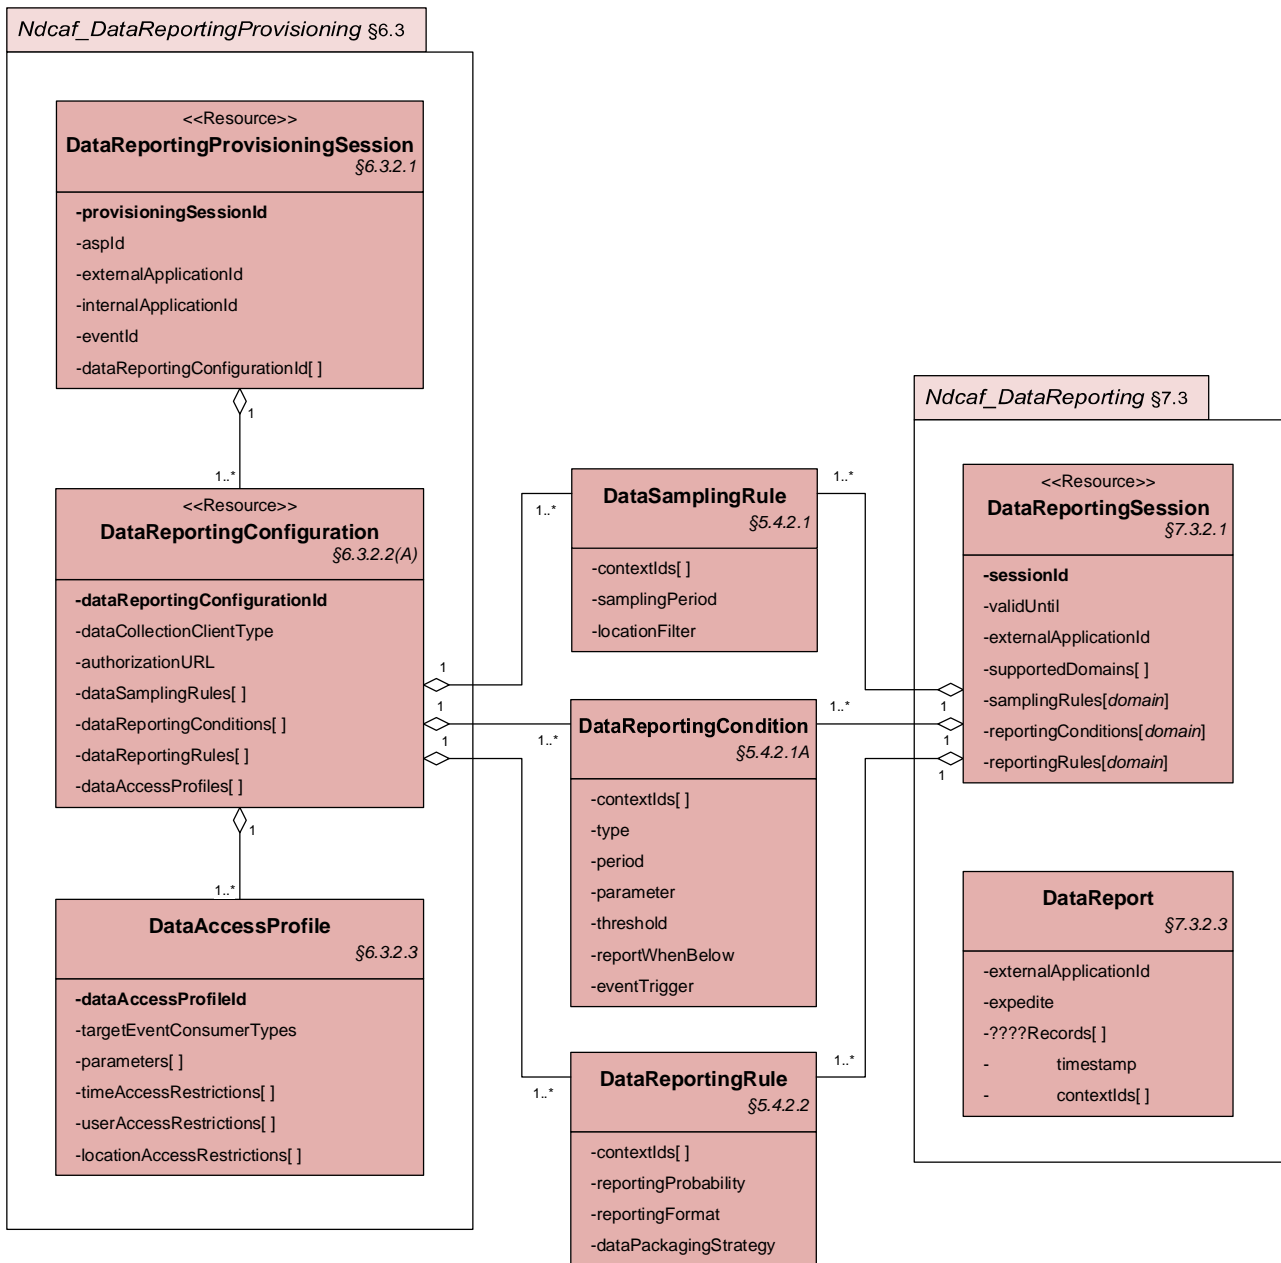 Ndcaf_DataReportingProvisioning §6.3
<<Resource>>
DataReportingProvisioningSession
§6.3.2.1
-provisioningSessionId
-aspId
-externalApplicationId
-internalApplicationId
-eventId
-dataReportingConfigurationId[ ]
1
1..*
<<Resource>>
DataReportingConfiguration
§6.3.2.2(A)
-dataReportingConfigurationId
-dataCollectionClientType
-authorizationURL
-dataSamplingRules[ ]
-dataReportingConditions[ ]
-dataReportingRules[ ]
-dataAccessProfiles[ ]
1
1
1
1
1..*
DataAccessProfile
§6.3.2.3
-dataAccessProfileId
-targetEventConsumerTypes
-parameters[ ]
-timeAccessRestrictions[ ]
-userAccessRestrictions[ ]
-locationAccessRestrictions[ ]
1..*
DataSamplingRule
§5.4.2.1
-contextIds[ ]
-samplingPeriod
-locationFilter
1..*
1..*
DataReportingCondition
§5.4.2.1A
-contextIds[ ]
-type
-period
-parameter
-threshold
-reportWhenBelow
-eventTrigger
1..*
1..*
DataReportingRule
§5.4.2.2
-contextIds[ ]
-reportingProbability
-reportingFormat
-dataPackagingStrategy
1..*
Ndcaf_DataReporting §7.3
<<Resource>>
DataReportingSession
§7.3.2.1
-sessionId
-validUntil
-externalApplicationId
-supportedDomains[ ]
-samplingRules[domain]
-reportingConditions[domain]
-reportingRules[domain]
1
1
1
DataReport
§7.3.2.3
-externalApplicationId
-expedite
-????Records[ ]
- timestamp
- contextIds[ ]